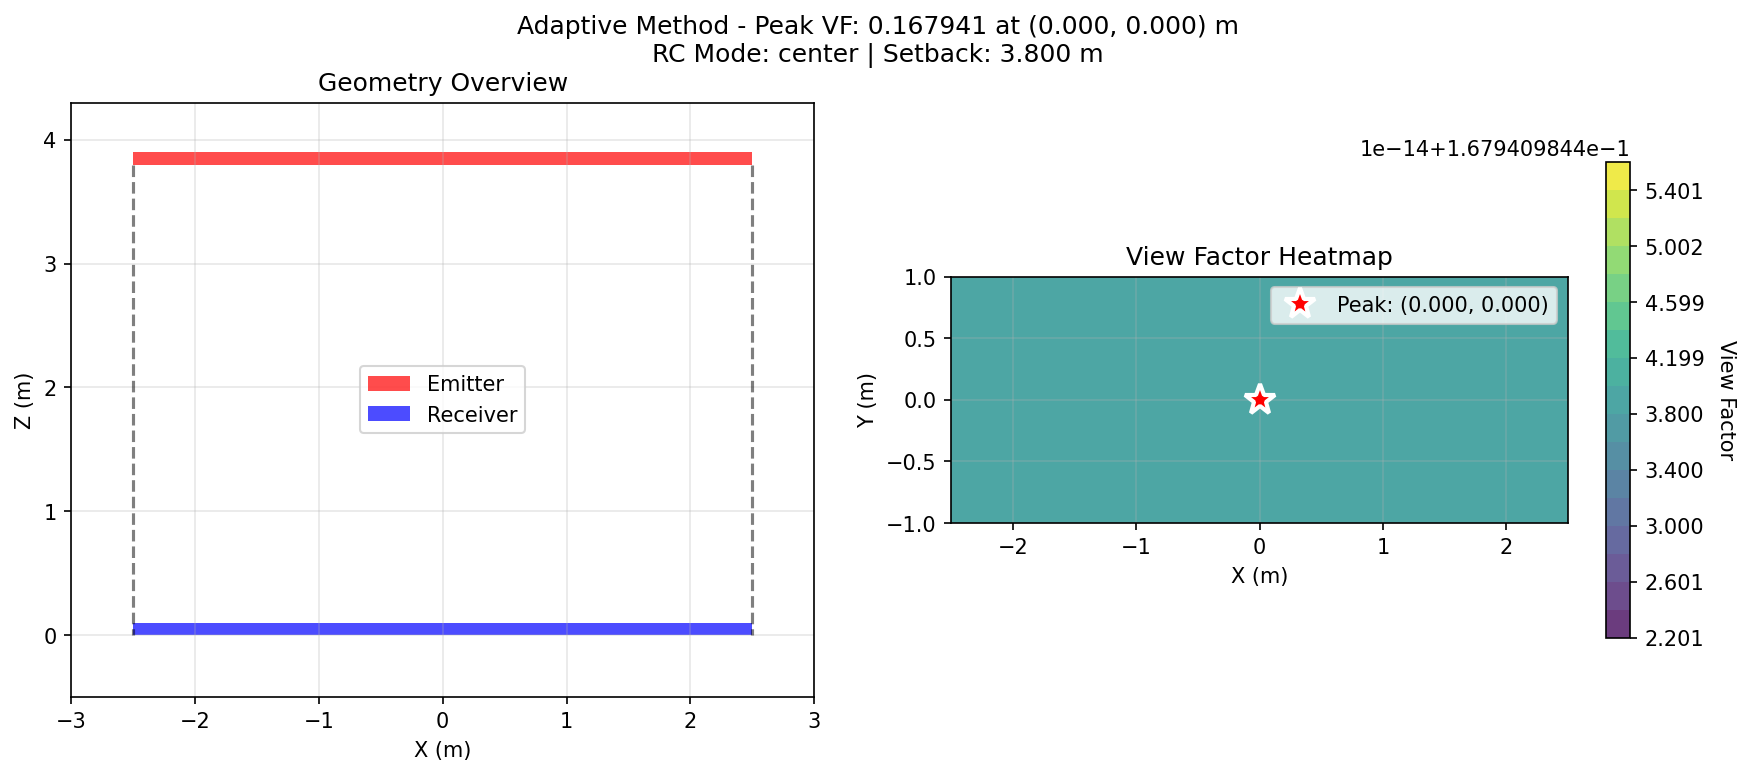 Adaptive Method - Peak VF: 0.167941 at (0.000, 0.000) m
RC Mode: center | Setback: 3.800 m
Geometry Overview
4
3
2
1
0
Z (m)
Emitter
Receiver
−3
−2
−1
0
1
2
3
X (m)
View Factor Heatmap
1.0
0.5
0.0
−0.5
−1.0
Y (m)
Peak: (0.000, 0.000)
−2
−1
0
1
2
X (m)
1e−14+1.679409844e−1
5.401
5.002
4.599
4.199
3.800
3.400
3.000
2.601
2.201
View Factor